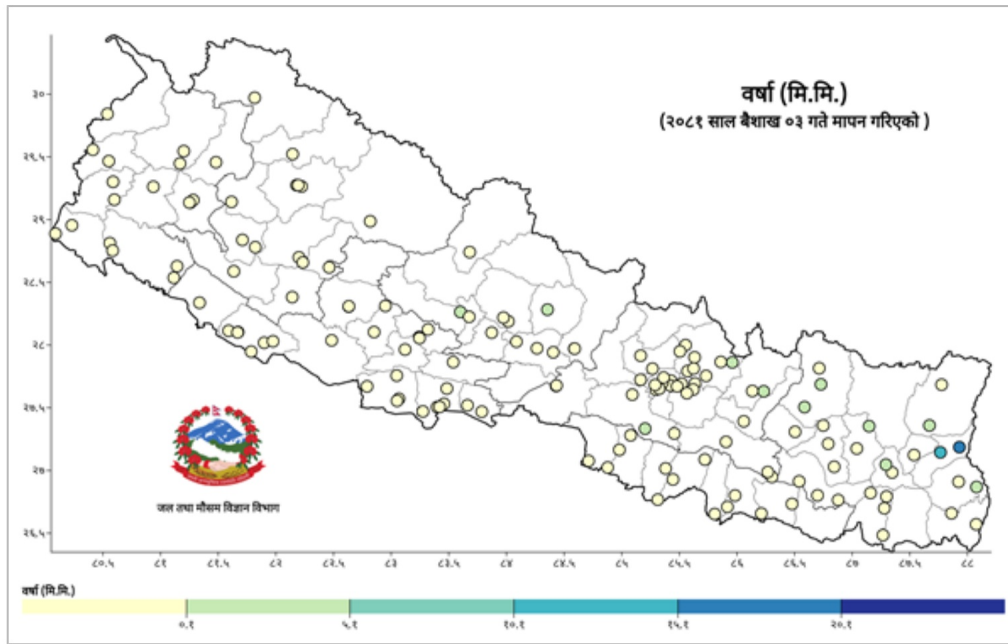 वर्षा (मि.मि.)
(२०८१ साल बैशाख ०३ गते मापन गरिएको )
३०
२९.५
२९
२८.५
२८
२७.५
२७
२६.५
जल तथा मौसम विज्ञान विभाग
८०.५ ८१ ८१.५ ८२ ८२.५ ८३ ८३.५ ८४ ८४.५ ८५ ८५.५ ८६ ८६.५ ८७ ८७.५ ८८
वर्षा (मि.मि.)
०.१ ५.१ १०.१ १५.१ २०.१